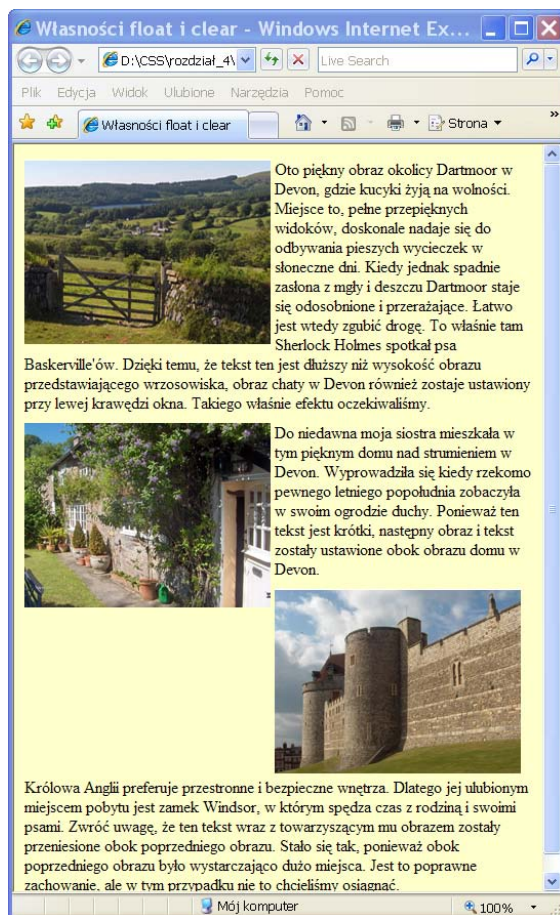 Własności float i clear - Windows Internet Ex...
D:\CSS\rozdział_4\
Live Search
Plik Edycja Widok Ulubione Narzędzia Pomoc
Własności float i clear
Strona
»
Oto piękny obraz okolicy Dartmoor w
Devon, gdzie kucyki żyją na wolności.
Miejsce to, pełne przepięknych
widoków, doskonale nadaje się do
odbywania pieszych wycieczek w
słoneczne dni. Kiedy jednak spadnie
zasłona z mgły i deszczu Dartmoor staje
się odosobnione i przerażające. Łatwo
jest wtedy zgubić drogę. To właśnie tam
Sherlock Holmes spotkał psa
Baskerville'ów. Dzięki temu, że tekst ten jest dłuższy niż wysokość obrazu
przedstawiającego wrzosowiska, obraz chaty w Devon również zostaje ustawiony
przy lewej krawędzi okna. Takiego właśnie efektu oczekiwaliśmy.
Do niedawna moja siostra mieszkała w
tym pięknym domu nad strumieniem w
Devon. Wyprowadziła się kiedy rzekomo
pewnego letniego popołudnia zobaczyła
w swoim ogrodzie duchy. Ponieważ ten
tekst jest krótki, następny obraz i tekst
zostały ustawione obok obrazu domu w
Devon.
Królowa Anglii preferuje przestronne i bezpieczne wnętrza. Dlatego jej ulubionym
miejscem pobytu jest zamek Windsor, w którym spędza czas z rodziną i swoimi
psami. Zwróć uwagę, że ten tekst wraz z towarzyszącym mu obrazem zostały
przeniesione obok poprzedniego obrazu. Stało się tak, ponieważ obok
poprzedniego obrazu było wystarczająco dużo miejsca. Jest to poprawne
zachowanie, ale w tym przypadku nie to chcieliśmy osiągnąć.
Mój komputer
100%